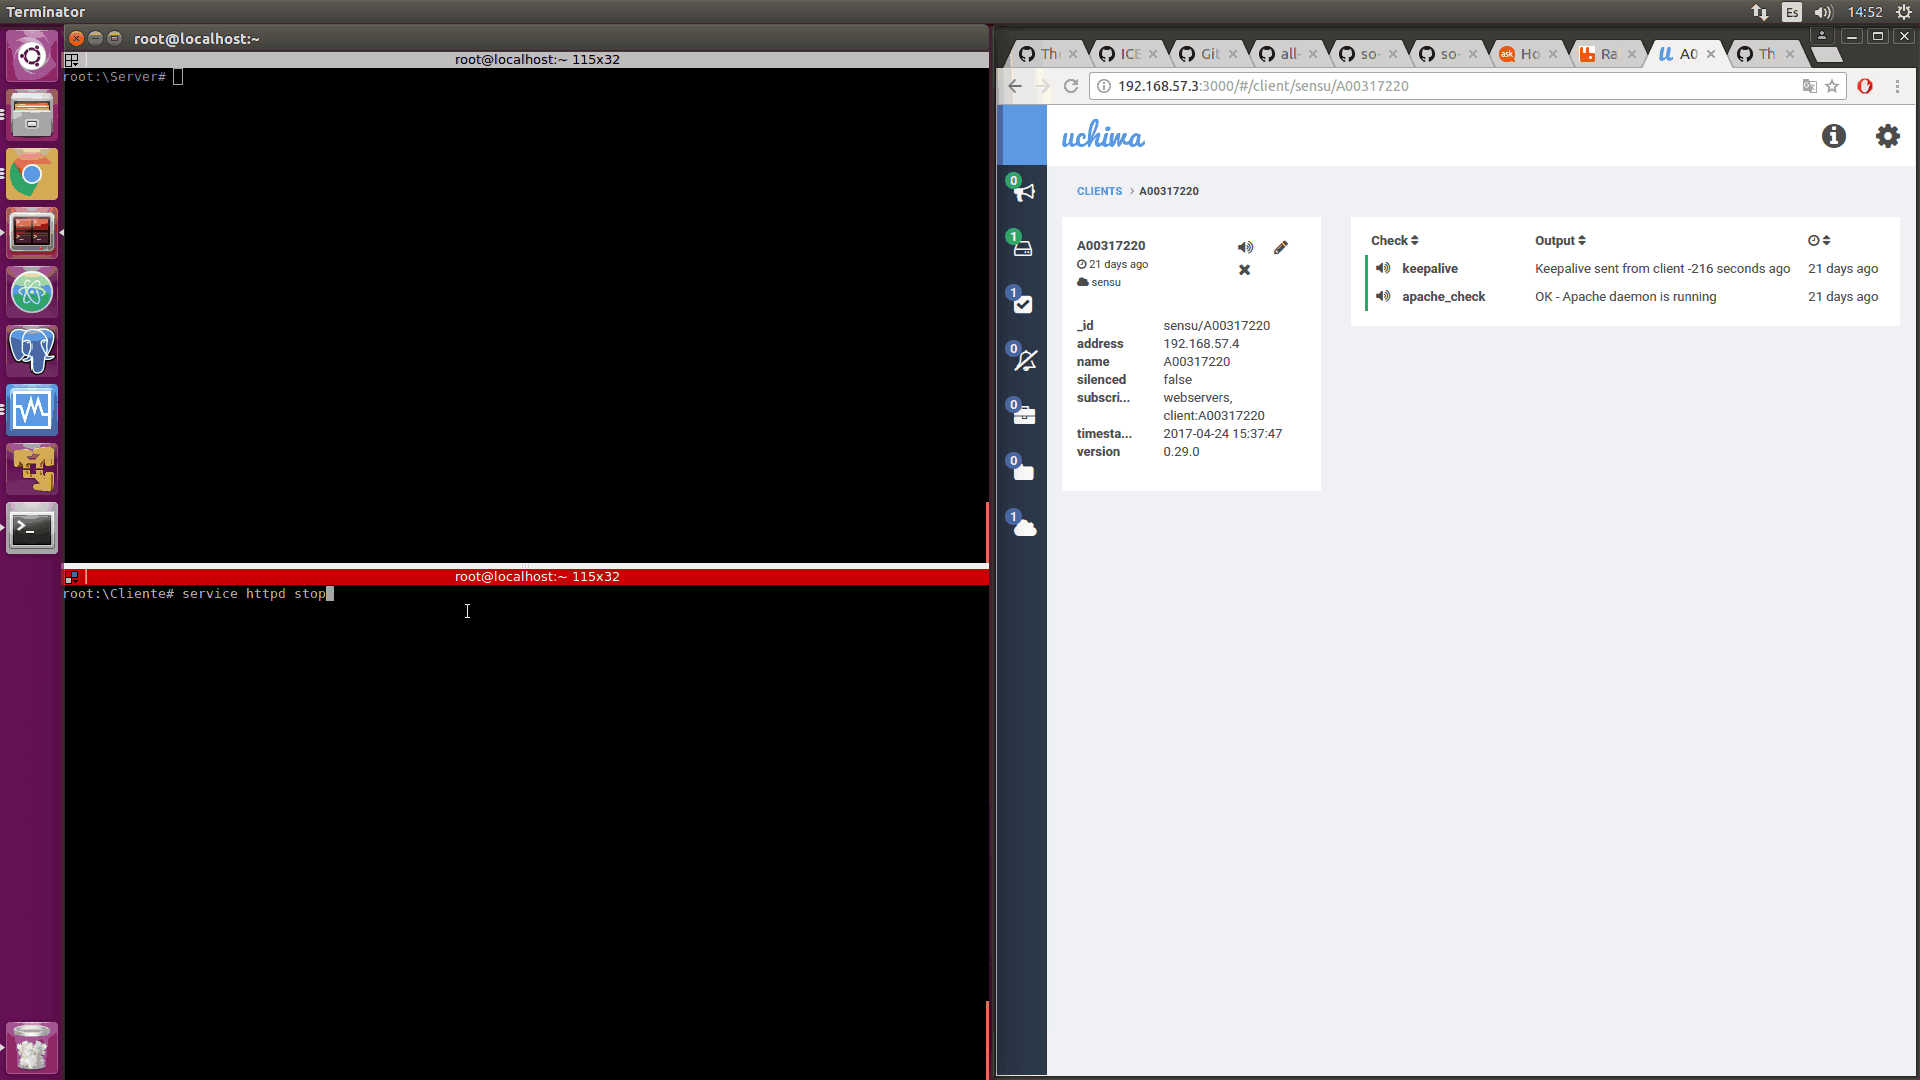 Terminator
Es
14:52
root@localhost:~
root@localhost:~ 115x32
root:\Server#
root@localhost:~ 115x32
root:\Cliente# service httpd stop
The
ICE
Git
all-
so-
so-
ask
Ho
Ra
A0
Th
192.168.57.3:3000/#/client/sensu/A00317220
uchiwa
0
1
1
0
0
0
1
CLIENTS > A00317220
A00317220
21 days ago
sensu
_id sensu/A00317220
address 192.168.57.4
name A00317220
silenced false
subscri... webservers,
client:A00317220
timesta... 2017-04-24 15:37:47
version 0.29.0
Check Output
keepalive Keepalive sent from client -216 seconds ago 21 days ago
apache_check OK - Apache daemon is running 21 days ago